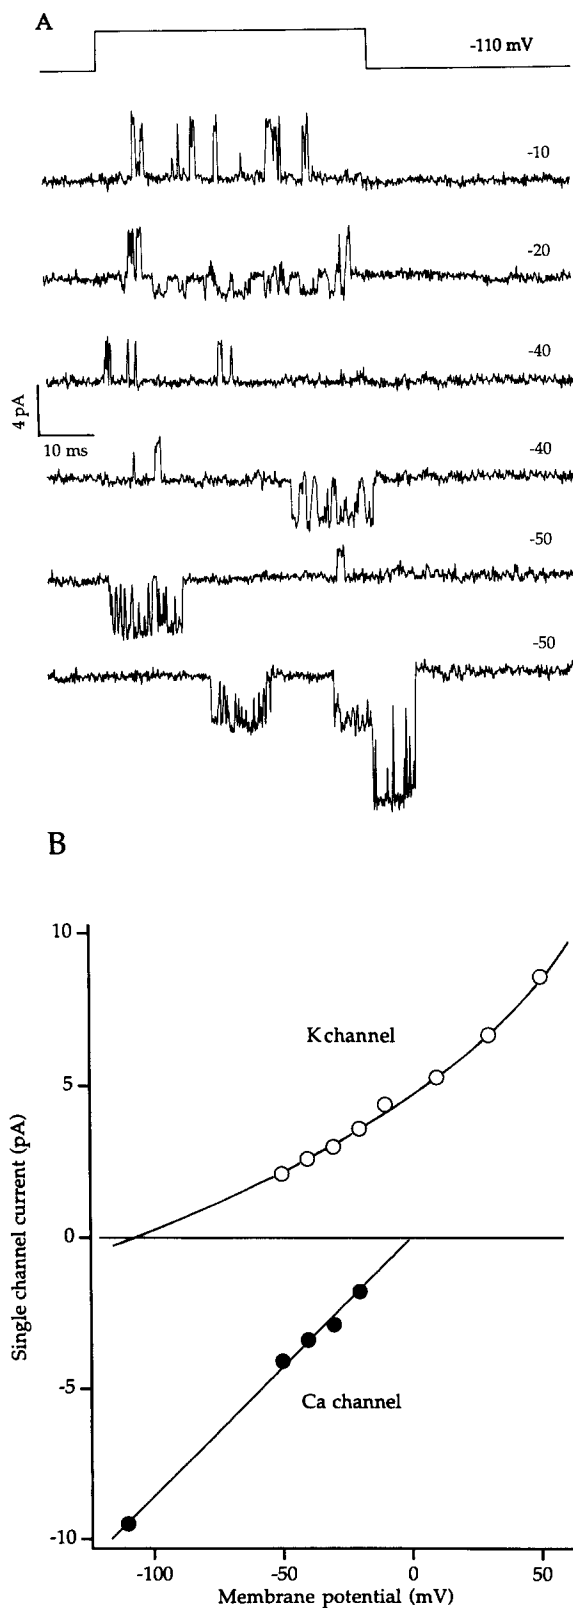 A
-110 mV
-10
-20
-40
4 pA
10 ms
-40
-50
-50
B
10
K channel
5
Single channel current (pA)
0
-5
Ca channel
-10
-100
-50
0
50
Membrane potential (mV)